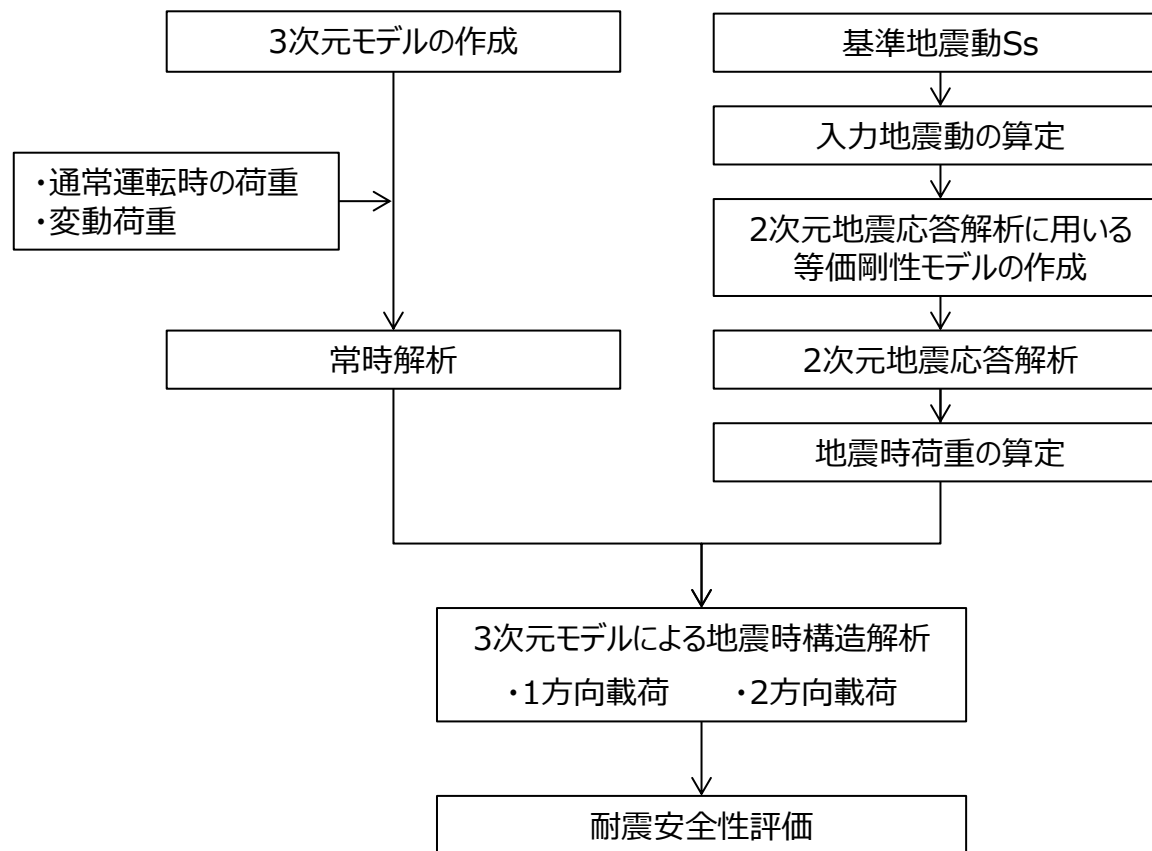 3次元モデルの作成
・通常運転時の荷重
・変動荷重
常時解析
基準地震動Ss
入力地震動の算定
2次元地震応答解析に用いる
等価剛性モデルの作成
2次元地震応答解析
地震時荷重の算定
3次元モデルによる地震時構造解析
・1方向載荷 ・2方向載荷
耐震安全性評価